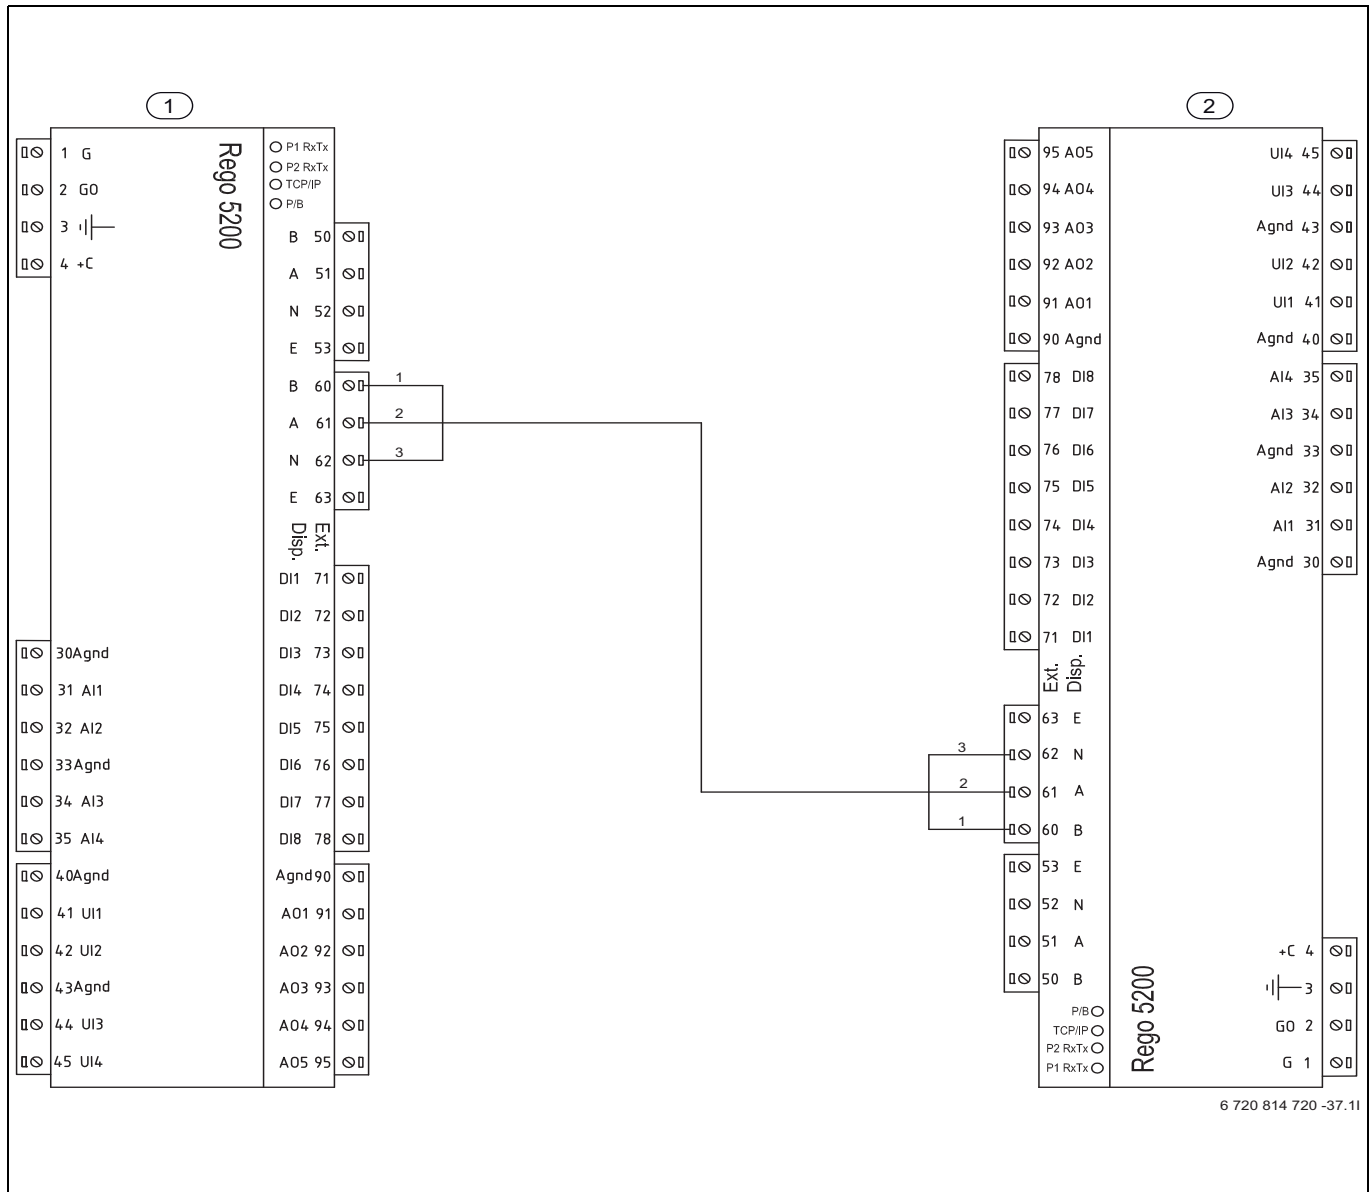 1
1 G
2 G0
3
4 +C
Rego 5200
P1 RxTx
P2 RxTx
TCP/IP
P/B
B 50
A 51
N 52
E 53
B 60
A 61
N 62
E 63
1
2
3
Disp.
Ext.
DI1 71
DI2 72
DI3 73
DI4 74
DI5 75
DI6 76
DI7 77
DI8 78
Agnd 90
AO1 91
AO2 92
AO3 93
AO4 94
AO5 95
30 Agnd
31 AI1
32 AI2
33 Agnd
34 AI3
35 AI4
40 Agnd
41 UI1
42 UI2
43 Agnd
44 UI3
45 UI4
2
95 AO5
94 AO4
93 AO3
92 AO2
91 AO1
90 Agnd
78 DI8
77 DI7
76 DI6
75 DI5
74 DI4
73 DI3
72 DI2
71 DI1
Ext.
Disp.
63 E
62 N
61 A
60 B
3
2
1
53 E
52 N
51 A
50 B
P/B
TCP/IP
P2 RxTx
P1 RxTx
Rego 5200
UI4 45
UI3 44
Agnd 43
UI2 42
UI1 41
Agnd 40
AI4 35
AI3 34
Agnd 33
AI2 32
AI1 31
Agnd 30
+C 4
3
G0 2
G 1
6 720 814 720 -37.1I